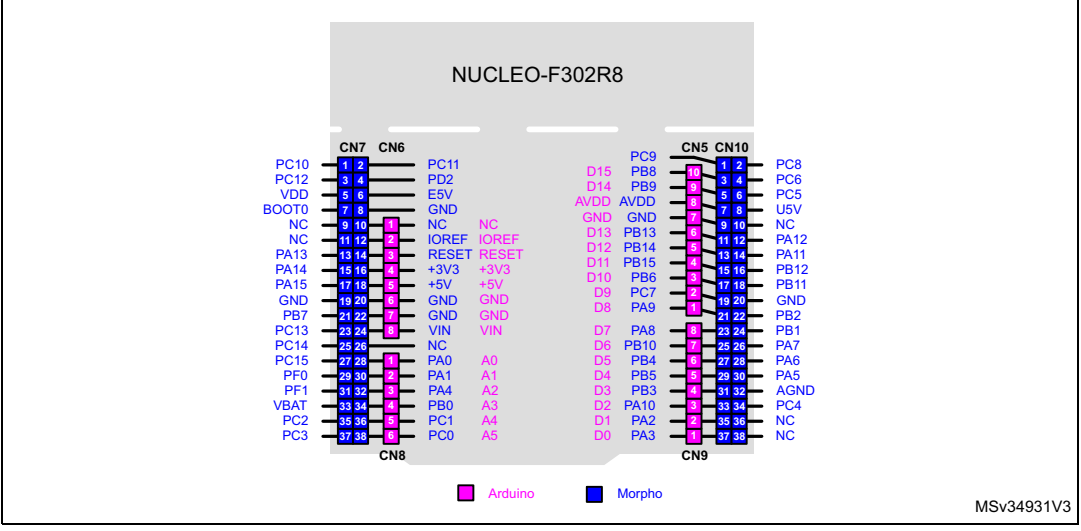 NUCLEO-F302R8
CN7 CN6 CN5 CN10
PC9
PC10 1 2 PC11 1 2 PC8
PC12 3 4 PD2 D15 PB8 10 3 4 PC6
VDD 5 6 E5V D14 PB9 9 5 6 PC5
BOOT0 7 8 GND AVDD AVDD 8 7 8 U5V
NC 9 10 1 NC NC GND GND 7 9 10 NC
NC 11 12 2 IOREF IOREF D13 PB13 6 11 12 PA12
PA13 13 14 3 RESET RESET D12 PB14 5 13 14 PA11
PA14 15 16 4 +3V3 +3V3 D11 PB15 4 15 16 PB12
PA15 17 18 5 +5V +5V D10 PB6 3 17 18 PB11
GND 19 20 6 GND GND D9 PC7 2 19 20 GND
PB7 21 22 7 GND GND D8 PA9 1 21 22 PB2
PC13 23 24 8 VIN VIN D7 PA8 8 23 24 PB1
PC14 25 26 NC D6 PB10 7 25 26 PA7
PC15 27 28 1 PA0 A0 D5 PB4 6 27 28 PA6
PF0 29 30 2 PA1 A1 D4 PB5 5 29 30 PA5
PF1 31 32 3 PA4 A2 D3 PB3 4 31 32 AGND
VBAT 33 34 4 PB0 A3 D2 PA10 3 33 34 PC4
PC2 35 36 5 PC1 A4 D1 PA2 2 35 36 NC
PC3 37 38 6 PC0 A5 D0 PA3 1 37 38 NC
CN8 CN9
Arduino Morpho
MSv34931V3